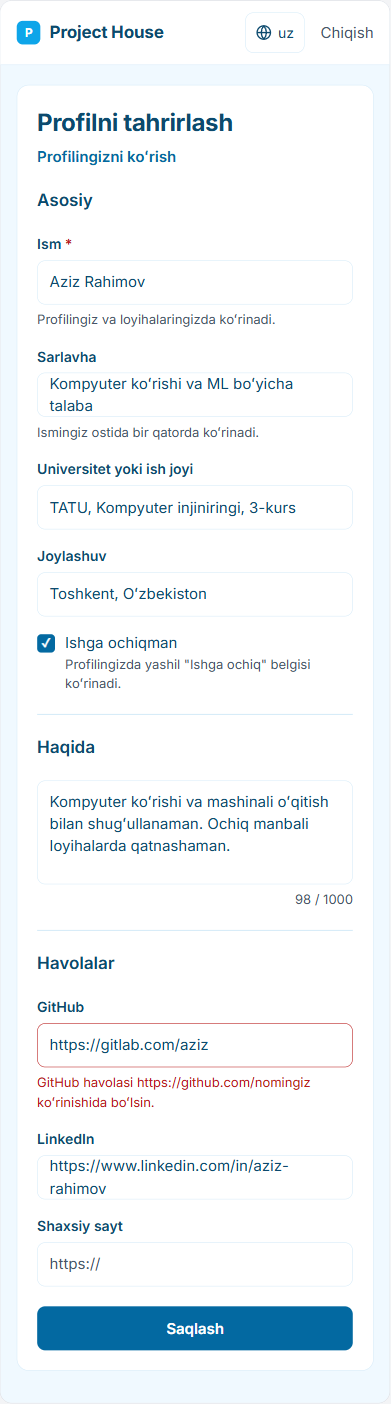 P Project House
uz
Chiqish
Profilni tahrirlash
Profilingizni koʻrish
Asosiy
Ism *
Aziz Rahimov
Profilingiz va loyihalaringizda koʻrinadi.
Sarlavha
Kompyuter koʻrishi va ML boʻyicha
talaba
Ismingiz ostida bir qatorda koʻrinadi.
Universitet yoki ish joyi
TATU, Kompyuter injiniringi, 3-kurs
Joylashuv
Toshkent, Oʻzbekiston
Ishga ochiqman
Profilingizda yashil "Ishga ochiq" belgisi
koʻrinadi.
Haqida
Kompyuter koʻrishi va mashinali oʻqitish
bilan shugʻullanaman. Ochiq manbali
loyihalarda qatnashaman.
98 / 1000
Havolalar
GitHub
https://gitlab.com/aziz
GitHub havolasi https://github.com/nomingiz
koʻrinishida boʻlsin.
LinkedIn
https://www.linkedin.com/in/aziz-
rahimov
Shaxsiy sayt
https://
Saqlash